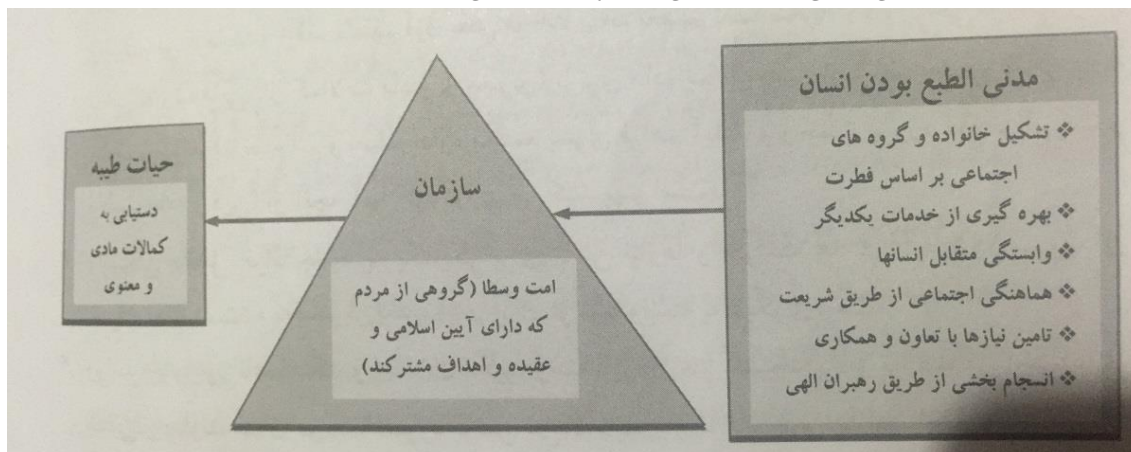 مدنی الطبع بودن انسان
❖ تشکیل خانواده و گروه های
اجتماعی بر اساس فطرت
❖ بهره گیری از خدمات یکدیگر
❖ وابستگی متقابل انسانها
❖ هماهنگی اجتماعی از طریق شریعت
❖ تامین نیازها با تعاون و همکاری
❖ انسجام بخشی از طریق رهبران الهی
سازمان
امت وسطا (گروهی از مردم
که دارای آیین اسلامی و
عقیده و اهداف مشترکند)
حیات طیبه
دستیابی به
کمالات مادی
و معنوی